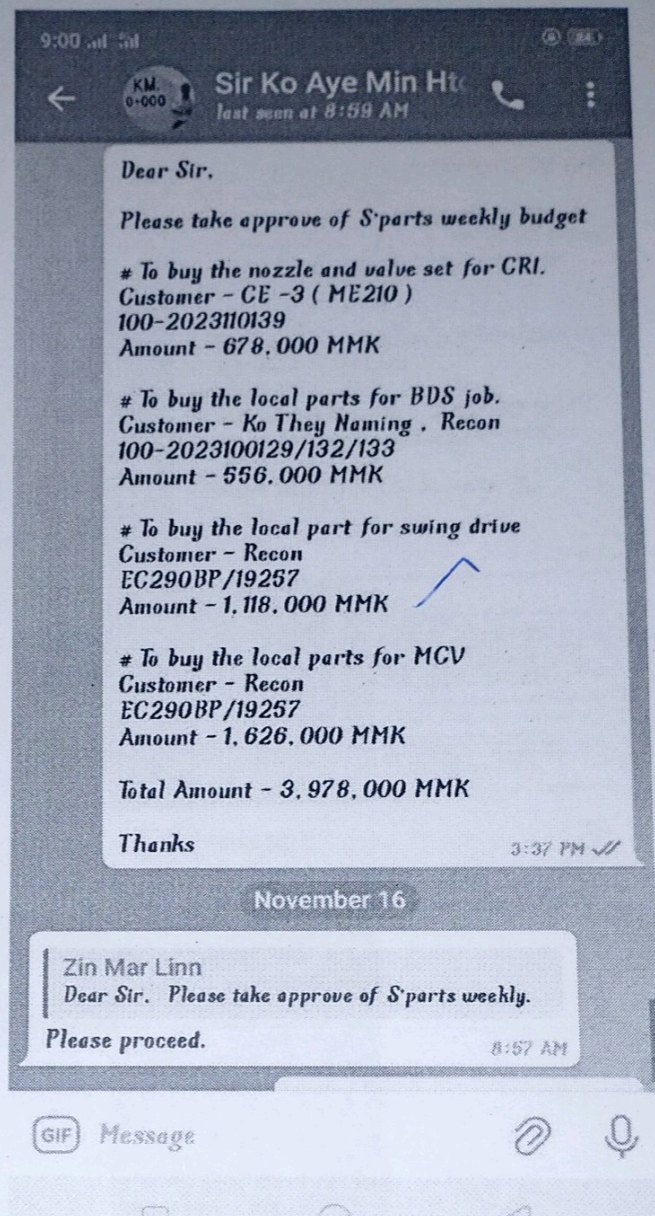 9:00
24
KM.
0+000
Sir Ko Aye Min Ht
last seen at 8:59 AM
Dear Sir,
Please take approve of S'parts weekly budget
# To buy the nozzle and valve set for CRI.
Customer - CE -3 ( ME210 )
100-2023110139
Amount - 678,000 MMK
# To buy the local parts for BDS job.
Customer - Ko They Naming , Recon
100-2023100129/132/133
Amount - 556,000 MMK
# To buy the local part for swing drive
Customer - Recon
EC290BP/19257
Amount - 1,118,000 MMK
# To buy the local parts for MCV
Customer - Recon
EC290BP/19257
Amount - 1,626,000 MMK
Total Amount - 3,978,000 MMK
Thanks
3:37 PM
November 16
Zin Mar Linn
Dear Sir, Please take approve of S'parts weekly.
Please proceed.
8:57 AM
GIF Message